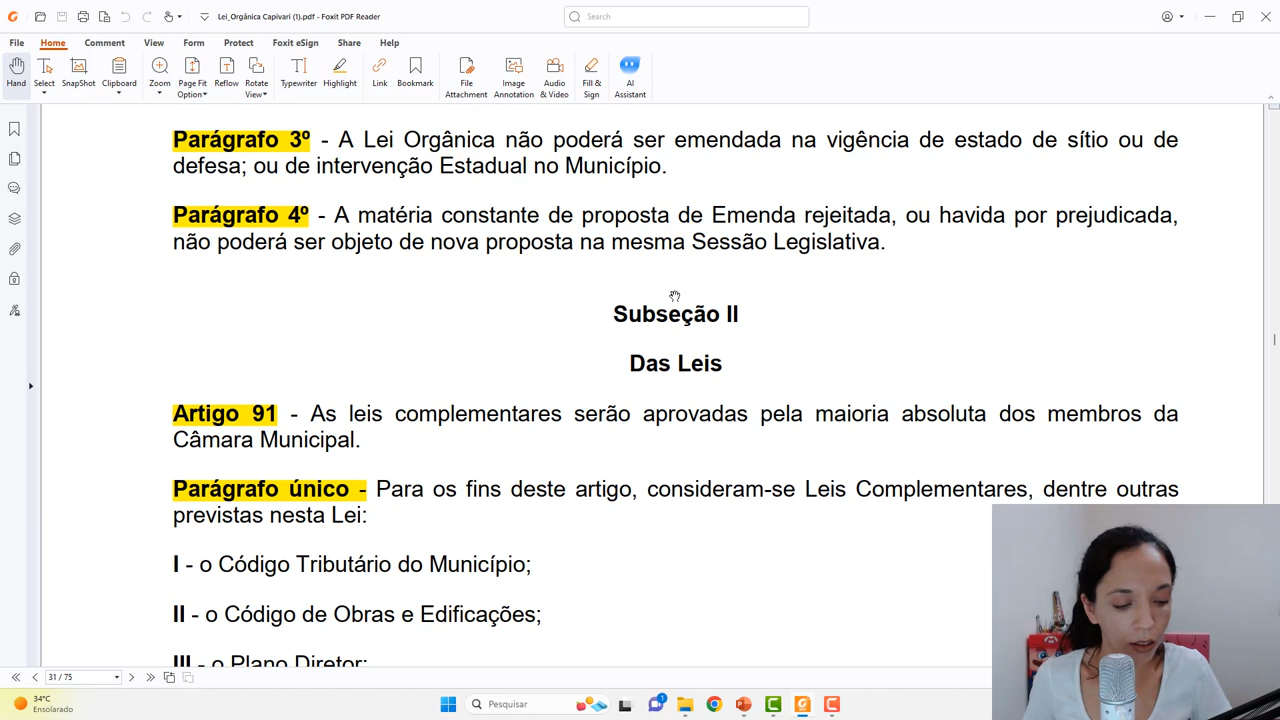 Lei_Orgânica Capivari (1).pdf - Foxit PDF Reader
Search
File Home Comment View Form Protect Foxit eSign Share Help
Hand Select SnapShot Clipboard Zoom Page Fit Option Reflow Rotate View Typewriter Highlight Link Bookmark File Attachment Image Annotation Audio & Video Fill & Sign AI Assistant
Parágrafo 3º - A Lei Orgânica não poderá ser emendada na vigência de estado de sítio ou de
defesa; ou de intervenção Estadual no Município.
Parágrafo 4º - A matéria constante de proposta de Emenda rejeitada, ou havida por prejudicada,
não poderá ser objeto de nova proposta na mesma Sessão Legislativa.
Subseção II
Das Leis
Artigo 91 - As leis complementares serão aprovadas pela maioria absoluta dos membros da
Câmara Municipal.
Parágrafo único - Para os fins deste artigo, consideram-se Leis Complementares, dentre outras
previstas nesta Lei:
I - o Código Tributário do Município;
II - o Código de Obras e Edificações;
III - o Plano Diretor;
31 / 75
34°C
Ensolarado
Pesquisar
1